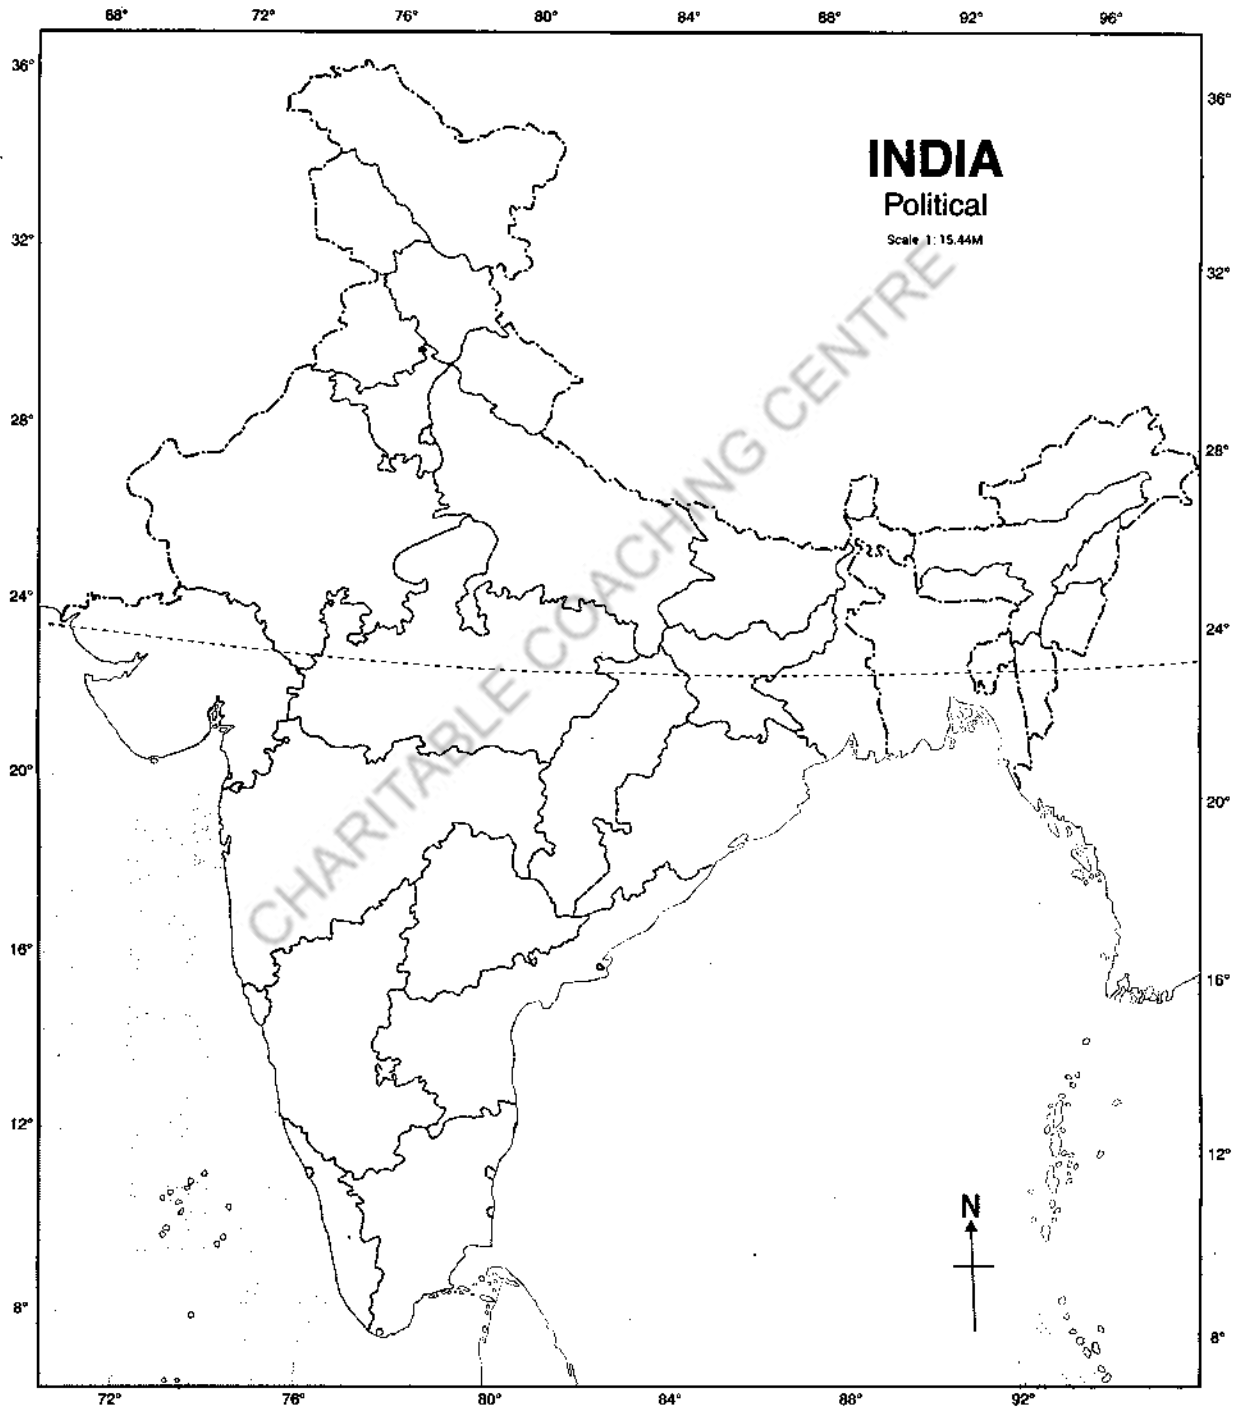 68° 72° 76° 80° 84° 88° 92° 96°
36° 36°
INDIA
Political
Scale 1:15.44M
32° 32°
CHARITABLE COACHING CENTRE
28° 28°
24° 24°
20° 20°
16° 16°
12° 12°
N
8° 8°
72° 76° 80° 84° 88° 92°